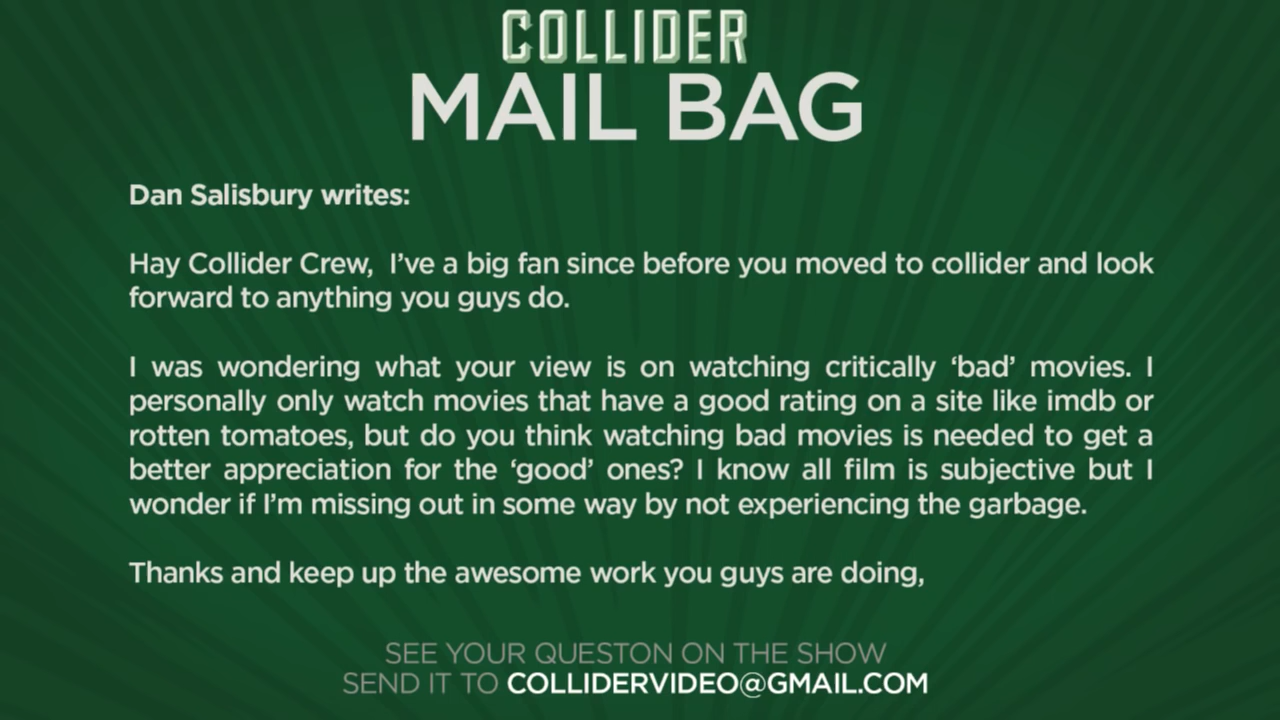 COLLIDER
MAIL BAG
Dan Salisbury writes:
Hay Collider Crew,  I've a big fan since before you moved to collider and look
forward to anything you guys do.
I was wondering what your view is on watching critically ‘bad’ movies. I
personally only watch movies that have a good rating on a site like imdb or
rotten tomatoes, but do you think watching bad movies is needed to get a
better appreciation for the ‘good’ ones? I know all film is subjective but I
wonder if I’m missing out in some way by not experiencing the garbage.
Thanks and keep up the awesome work you guys are doing,
SEE YOUR QUESTON ON THE SHOW
SEND IT TO COLLIDERVIDEO@GMAIL.COM